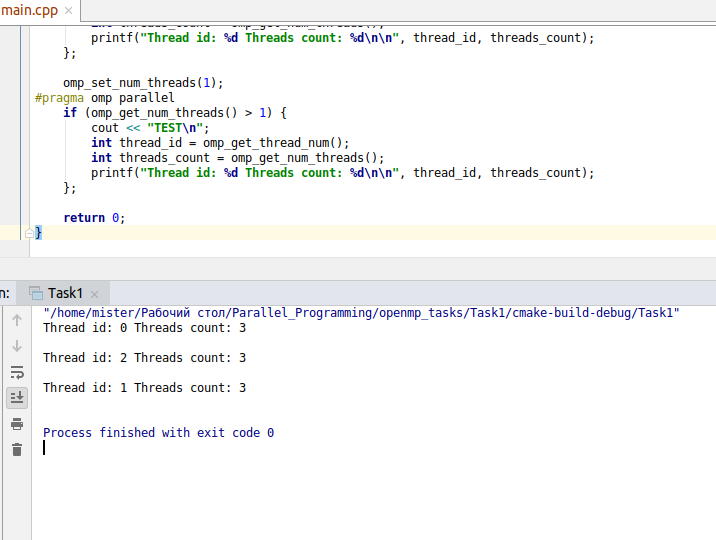 main.cpp
printf("Thread id: %d Threads count: %d\n\n", thread_id, threads_count);
};
omp_set_num_threads(1);
#pragma omp parallel
if (omp_get_num_threads() > 1) {
cout << "TEST\n";
int thread_id = omp_get_thread_num();
int threads_count = omp_get_num_threads();
printf("Thread id: %d Threads count: %d\n\n", thread_id, threads_count);
};
return 0;
}
n: Task1
"/home/mister/Рабочий стол/Parallel_Programming/openmp_tasks/Task1/cmake-build-debug/Task1"
Thread id: 0 Threads count: 3
Thread id: 2 Threads count: 3
Thread id: 1 Threads count: 3
Process finished with exit code 0